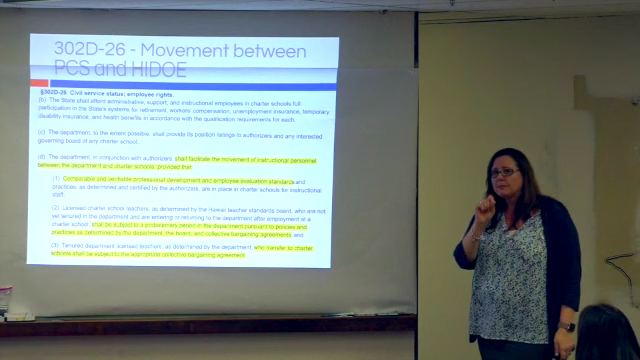 302D-26 - Movement between
PCS and HIDOE
§302D-26 Civil service status; employee rights.
(b) The State shall afford administrative, support, and instructional employees in charter schools full
participation in the State's systems for retirement, workers' compensation, unemployment insurance, temporary
disability insurance, and health benefits in accordance with the qualification requirements for each.
(c) The department, to the extent possible, shall provide its position listings to authorizers and any interested
governing board of any charter school.
(d) The department, in conjunction with authorizers, shall facilitate the movement of instructional personnel
between the department and charter schools; provided that:
(1) Comparable and verifiable professional development and employee evaluation standards and
practices, as determined and certified by the authorizers, are in place in charter schools for instructional
staff;
(2) Licensed charter school teachers, as determined by the Hawaii teacher standards board, who are not
yet tenured in the department and are entering or returning to the department after employment at a
charter school, shall be subject to a probationary period in the department pursuant to policies and
practices as determined by the department, the board, and collective bargaining agreements; and
(3) Tenured department licensed teachers, as determined by the department, who transfer to charter
schools shall be subject to the appropriate collective bargaining agreement.